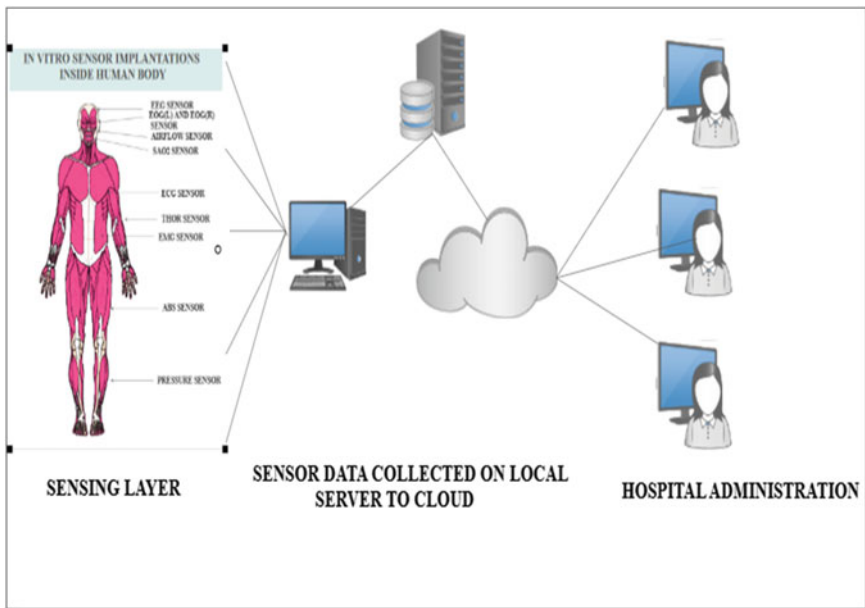 IN VITRO SENSOR IMPLANTATIONS
INSIDE HUMAN BODY
EEG SENSOR
EOG(L) AND EOG(R)
SENSOR
AIRFLOW SENSOR
SAO2 SENSOR
ECG SENSOR
THOR SENSOR
EMG SENSOR
ABS SENSOR
PRESSURE SENSOR
SENSING LAYER
SENSOR DATA COLLECTED ON LOCAL
SERVER TO CLOUD
HOSPITAL ADMINISTRATION